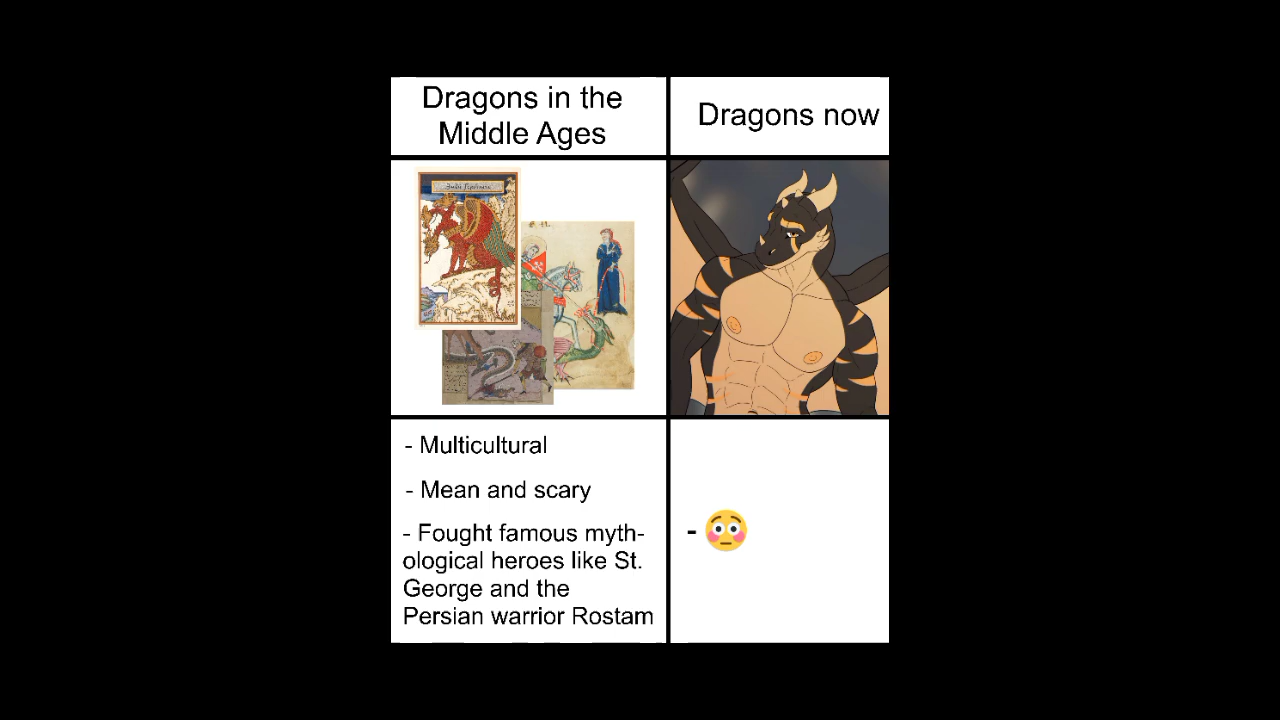 Dragons in the
Middle Ages
Dragons now
- Multicultural
- Mean and scary
- Fought famous myth-
ological heroes like St.
George and the
Persian warrior Rostam
- 😳